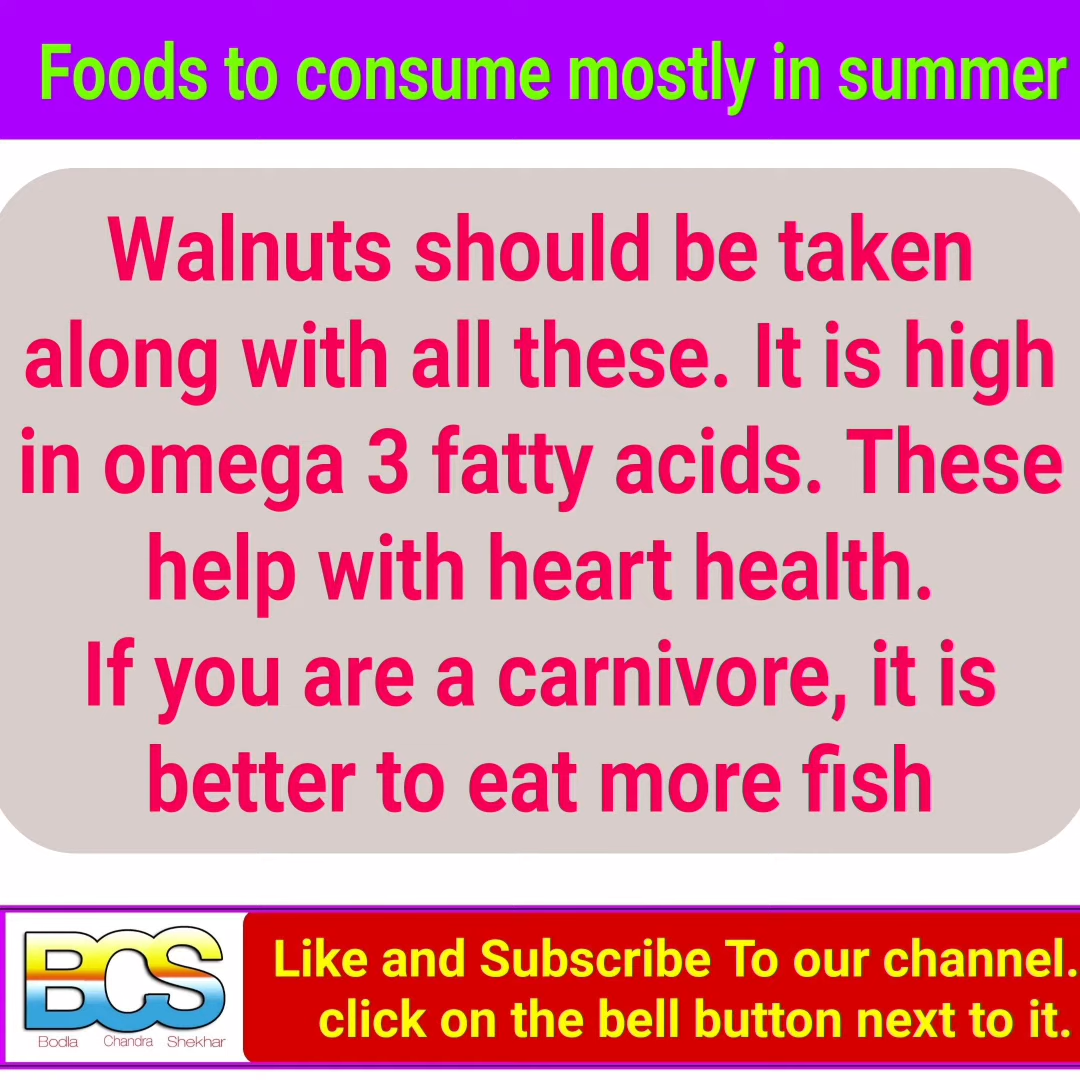 Foods to consume mostly in summer
Walnuts should be taken
along with all these. It is high
in omega 3 fatty acids. These
help with heart health.
If you are a carnivore, it is
better to eat more fish
BCS
Bodla Chandra Shekhar
Like and Subscribe To our channel.
click on the bell button next to it.